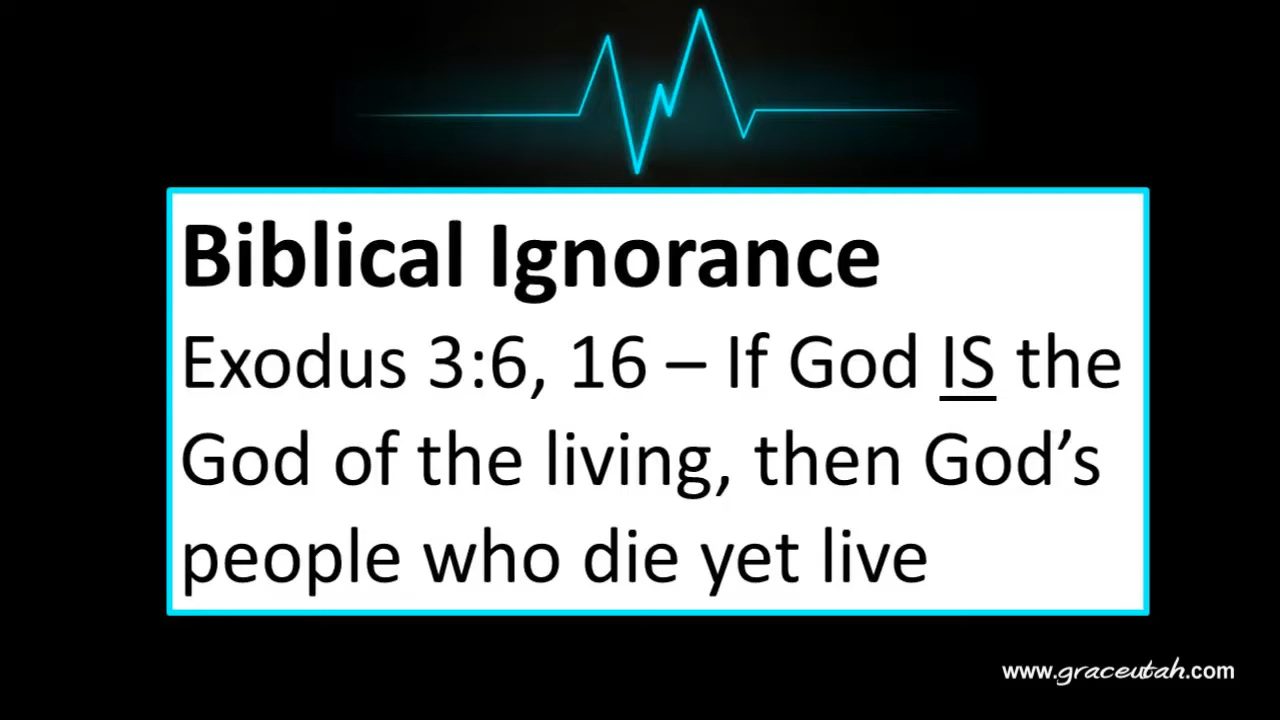 Biblical Ignorance
Exodus 3:6, 16 – If God IS the
God of the living, then God’s
people who die yet live
www.graceutah.com